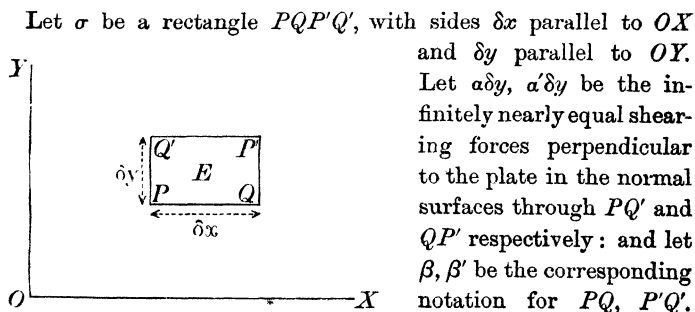 Let σ be a rectangle PQP′Q′, with sides δx parallel to OX
and δy parallel to OY.
Let αδy, α′δy be the in-
finitely nearly equal shear-
ing forces perpendicular
to the plate in the normal
surfaces through PQ′ and
QP′ respectively : and let
β, β′ be the corresponding
notation for PQ, P′Q′.
Y
Q′ P′
E
δy
P Q
δx
O X